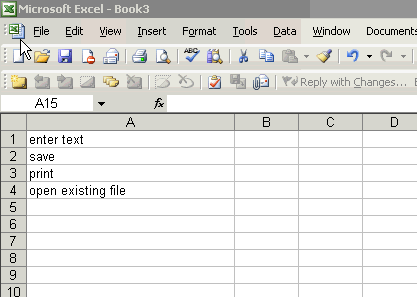 Microsoft Excel - Book3
File Edit View Insert Format Tools Data Window Documents
ABC
Reply with Changes...
A15 fx
A B C D
1 enter text
2 save
3 print
4 open existing file
5
6
7
8
9
10